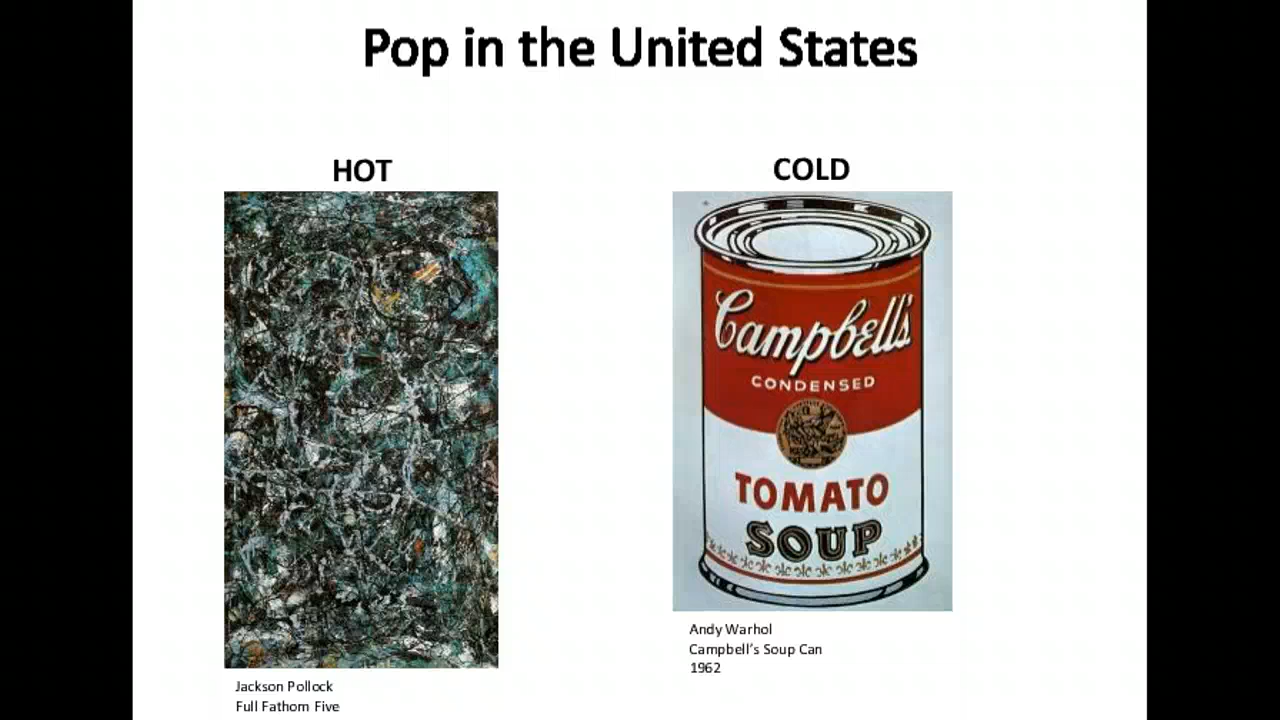 Pop in the United States
HOT
COLD
Campbell's
CONDENSED
TOMATO
SOUP
Andy Warhol
Campbell's Soup Can
1962
Jackson Pollock
Full Fathom Five